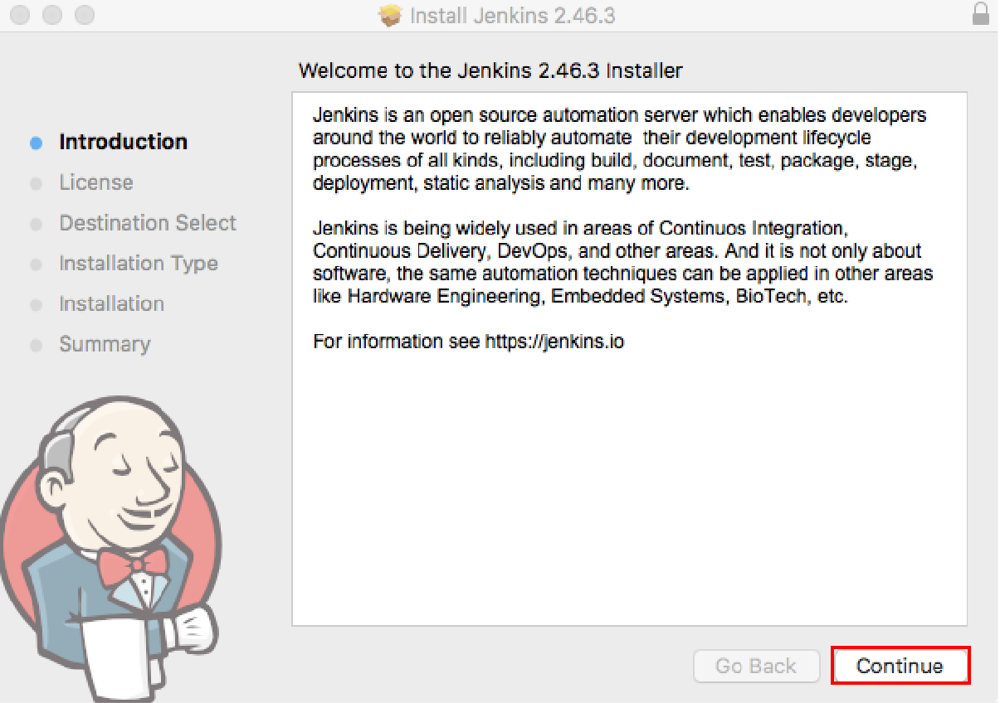 Install Jenkins 2.46.3
Welcome to the Jenkins 2.46.3 Installer
Introduction
License
Destination Select
Installation Type
Installation
Summary
Jenkins is an open source automation server which enables developers
around the world to reliably automate  their development lifecycle
processes of all kinds, including build, document, test, package, stage,
deployment, static analysis and many more.
Jenkins is being widely used in areas of Continuos Integration,
Continuous Delivery, DevOps, and other areas. And it is not only about
software, the same automation techniques can be applied in other areas
like Hardware Engineering, Embedded Systems, BioTech, etc.
For information see https://jenkins.io
Go Back
Continue